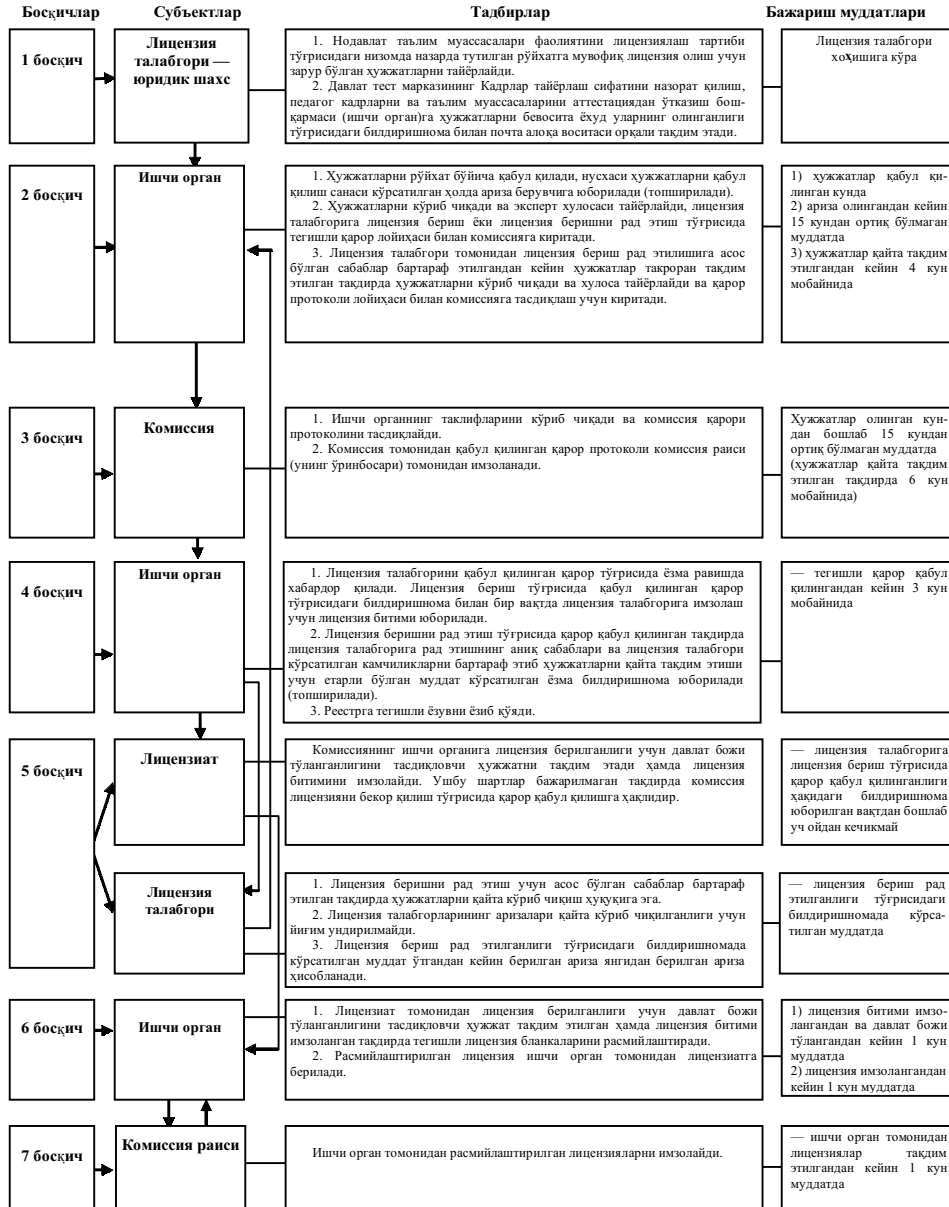 Босқичлар Субъектлар Тадбирлар Бажариш муддатлари
1 босқич
Лицензия
талабгори —
юридик шахс
1. Нодавлат таълим муассасалари фаолиятини лицензиялаш тартиби
тўғрисидаги низомда назарда тутилган рўйхатга мувофиқ лицензия олиш учун
зарур бўлган ҳужжатларни тайёрлайди.
2. Давлат тест марказининг Кадрлар тайёрлаш сифатини назорат қилиш,
педагог кадрларни ва таълим муассасаларини аттестациядан ўтказиш бош-
қармаси (ишчи орган)га ҳужжатларни бевосита ёхуд уларнинг олинганлиги
тўғрисидаги билдиришнома билан почта алоқа воситаси орқали тақдим этади.
Лицензия талабгори
хоҳишига кўра
2 босқич
Ишчи орган
1. Ҳужжатларни рўйхат бўйича қабул қилади, нусхаси ҳужжатларни қабул
қилиш санаси кўрсатилган ҳолда ариза берувчига юборилади (топширилади).
2. Ҳужжатларни кўриб чиқади ва эксперт хулосаси тайёрлайди, лицензия
талабгорига лицензия бериш ёки лицензия беришни рад этиш тўғрисида
тегишли қарор лойиҳаси билан комиссияга киритади.
3. Лицензия талабгори томонидан лицензия бериш рад этилишига асос
бўлган сабаблар бартараф этилгандан кейин ҳужжатлар такроран тақдим
этилган тақдирда ҳужжатларни кўриб чиқади ва хулоса тайёрлайди ва қарор
протоколи лойиҳаси билан комиссияга тасдиқлаш учун киритади.
1) ҳужжатлар қабул қи-
линган кунда
2) ариза олингандан кейин
15 кундан ортиқ бўлмаган
муддатда
3) ҳужжатлар қайта тақдим
этилгандан кейин 4 кун
мобайнида
3 босқич
Комиссия
1. Ишчи органнинг таклифларини кўриб чиқади ва комиссия қарори
протоколини тасдиқлайди.
2. Комиссия томонидан қабул қилинган қарор протоколи комиссия раиси
(унинг ўринбосари) томонидан имзоланади.
Ҳужжатлар олинган кун-
дан бошлаб 15 кундан
ортиқ бўлмаган муддатда
(ҳужжатлар қайта тақдим
этилган тақдирда 6 кун
мобайнида)
4 босқич
Ишчи орган
1. Лицензия талабгорини қабул қилинган қарор тўғрисида ёзма равишда
хабардор қилади. Лицензия бериш тўғрисида қабул қилинган қарор
тўғрисидаги билдиришнома билан бир вақтда лицензия талабгорига имзолаш
учун лицензия битими юборилади.
2. Лицензия беришни рад этиш тўғрисида қарор қабул қилинган тақдирда
лицензия талабгорига рад этишнинг аниқ сабаблари ва лицензия талабгори
кўрсатилган камчиликларни бартараф этиб ҳужжатларни қайта тақдим этиши
учун етарли бўлган муддат кўрсатилган ёзма билдиришнома юборилади
(топширилади).
3. Реестрга тегишли ёзувни ёзиб қўяди.
— тегишли қарор қабул
қилингандан кейин 3 кун
мобайнида
5 босқич
Лицензиат
Комиссиянинг ишчи органига лицензия берилганлиги учун давлат божи
тўланганлигини тасдиқловчи ҳужжатни тақдим этади ҳамда лицензия
битимини имзолайди. Ушбу шартлар бажарилмаган тақдирда комиссия
лицензияни бекор қилиш тўғрисида қарор қабул қилишга ҳақлидир.
— лицензия талабгорига
лицензия бериш тўғрисида
қарор қабул қилинганлиги
ҳақидаги билдиришнома
юборилган вақтдан бошлаб
уч ойдан кечикмай
Лицензия
талабгори
1. Лицензия беришни рад этиш учун асос бўлган сабаблар бартараф
этилган тақдирда ҳужжатларни қайта кўриб чиқиш ҳуқуқига эга.
2. Лицензия талабгорларининг аризалари қайта кўриб чиқилганлиги учун
йиғим ундирилмайди.
3. Лицензия бериш рад этилганлиги тўғрисидаги билдиришномада
кўрсатилган муддат ўтгандан кейин берилган ариза янгидан берилган ариза
ҳисобланади.
— лицензия бериш рад
этилганлиги тўғрисидаги
билдиришномада кўрса-
тилган муддатда
6 босқич
Ишчи орган
1. Лицензиат томонидан лицензия берилганлиги учун давлат божи
тўланганлигини тасдиқловчи ҳужжат тақдим этилган ҳамда лицензия битими
имзоланган тақдирда тегишли лицензия бланкаларини расмийлаштиради.
2. Расмийлаштирилган лицензия ишчи орган томонидан лицензиатга
берилади.
1) лицензия битими имзо-
лангандан ва давлат божи
тўлангандан кейин 1 кун
муддатда
2) лицензия имзолангандан
кейин 1 кун муддатда
7 босқич
Комиссия раиси
Ишчи орган томонидан расмийлаштирилган лицензияларни имзолайди.
— ишчи орган томонидан
лицензиялар тақдим
этилгандан кейин 1 кун
муддатда